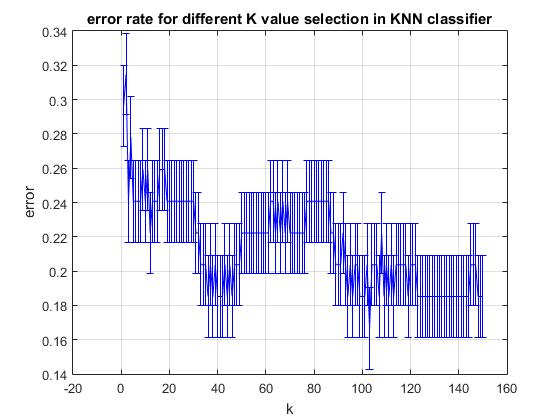 error rate for different K value selection in KNN classifier
0.34
0.32
0.3
0.28
0.26
0.24
0.22
0.2
0.18
0.16
0.14
error
-20 0 20 40 60 80 100 120 140 160
k